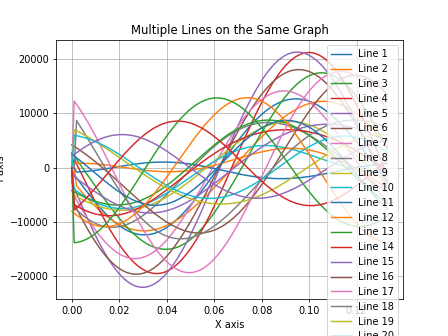 Multiple Lines on the Same Graph
20000
10000
0
−10000
−20000
0.00
0.02
0.04
0.06
0.08
0.10
X axis
axis
Line 1
Line 2
Line 3
Line 4
Line 5
Line 6
Line 7
Line 8
Line 9
Line 10
Line 11
Line 12
Line 13
Line 14
Line 15
Line 16
Line 17
Line 18
Line 19
Line 20